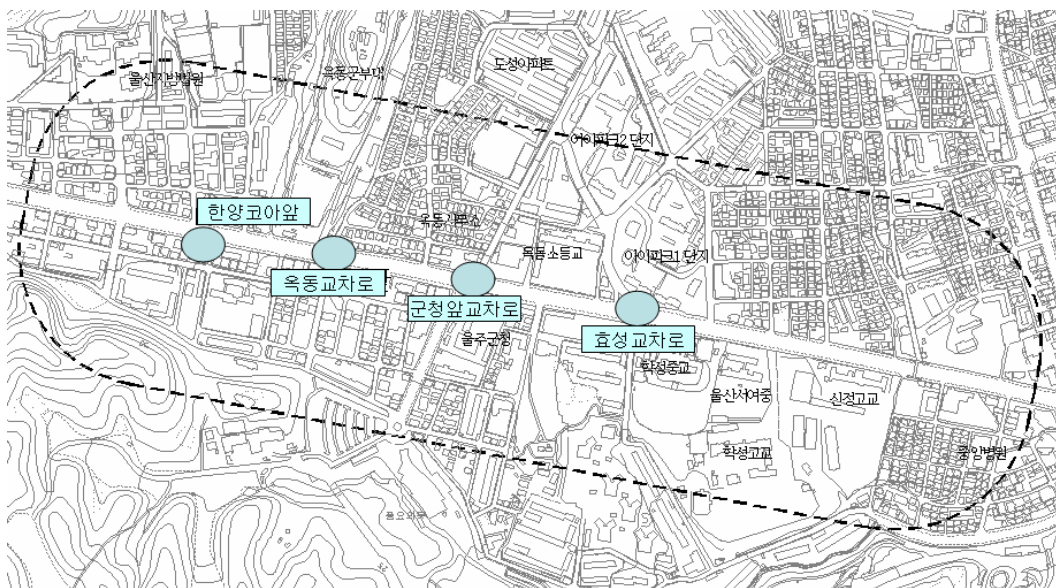 도성아파트
옥동군부대
울산지방법원
아이파크2단지
한양코아앞
옥동사무소
옥동초등교
아이파크1단지
옥동교차로
군청앞교차로
울주군청
효성교차로
학성중교
울산서여중
신정고교
학성고교
중앙병원